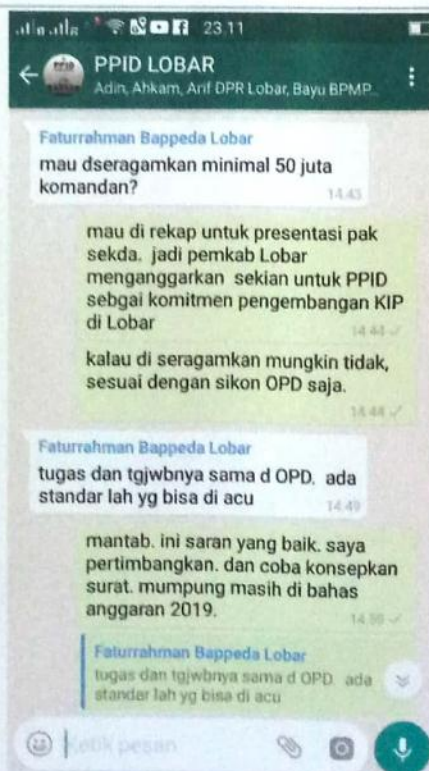 23.11
PPID LOBAR
Adin, Ahkam, Arif DPR Lobar, Bayu BPMP...
Faturrahman Bappeda Lobar
mau dseragamkan minimal 50 juta
komandan?
14.43
mau di rekap untuk presentasi pak
sekda. jadi pemkab Lobar
menganggarkan sekian untuk PPID
sebgai komitmen pengembangan KIP
di Lobar
14.44
kalau di seragamkan mungkin tidak,
sesuai dengan sikon OPD saja.
14.48
Faturrahman Bappeda Lobar
tugas dan tgjwbnya sama d OPD. ada
standar lah yg bisa di acu
14.49
mantab. ini saran yang baik. saya
pertimbangkan. dan coba konsepkan
surat. mumpung masih di bahas
anggaran 2019.
Faturrahman Bappeda Lobar
tugas dan tgjwbnya sama d OPD. ada
standar lah yg bisa di acu
Ketik pesan